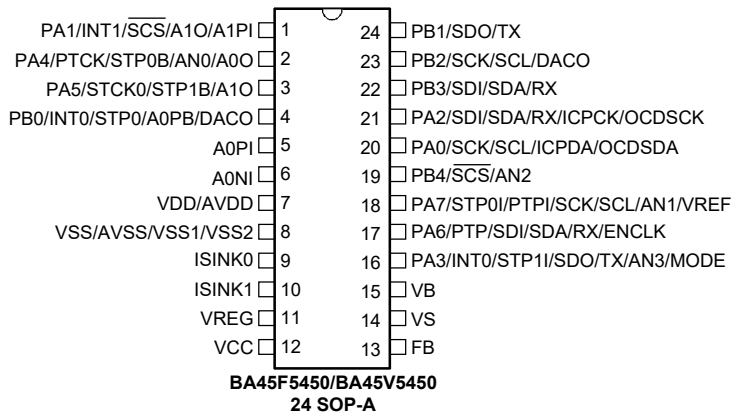 PA1/INT1/SCS/A1O/A1PI 1 24 PB1/SDO/TX
PA4/PTCK/STP0B/AN0/A0O 2 23 PB2/SCK/SCL/DACO
PA5/STCK0/STP1B/A1O 3 22 PB3/SDI/SDA/RX
PB0/INT0/STP0/A0PB/DACO 4 21 PA2/SDI/SDA/RX/ICPCK/OCDSCK
A0PI 5 20 PA0/SCK/SCL/ICPDA/OCDSDA
A0NI 6 19 PB4/SCS/AN2
VDD/AVDD 7 18 PA7/STP0I/PTPI/SCK/SCL/AN1/VREF
VSS/AVSS/VSS1/VSS2 8 17 PA6/PTP/SDI/SDA/RX/ENCLK
ISINK0 9 16 PA3/INT0/STP1I/SDO/TX/AN3/MODE
ISINK1 10 15 VB
VREG 11 14 VS
VCC 12 13 FB
BA45F5450/BA45V5450
24 SOP-A